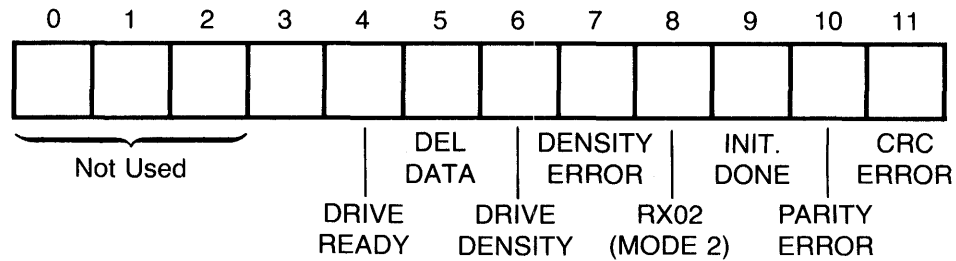 0 1 2 3 4 5 6 7 8 9 10 11
Not Used
DEL DENSITY INIT. CRC
DATA ERROR DONE ERROR
DRIVE DRIVE RX02 PARITY
READY DENSITY (MODE 2) ERROR